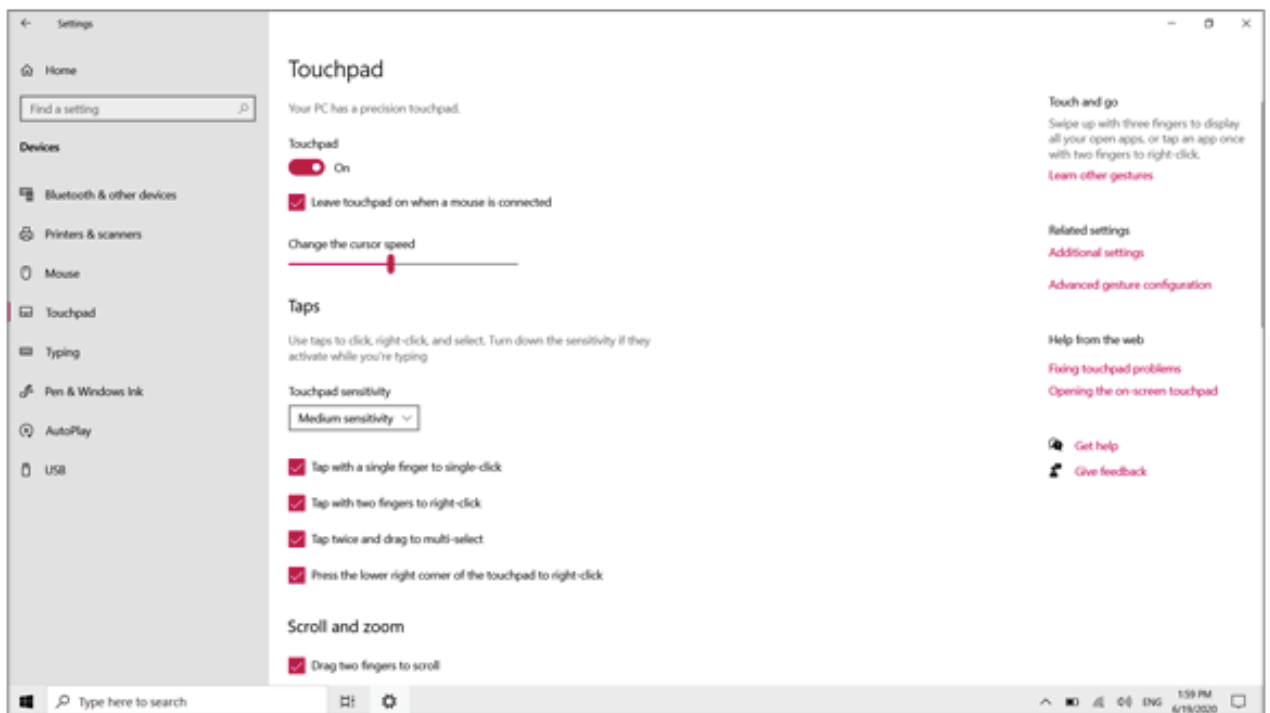 Settings
Home
Find a setting
Devices
Bluetooth & other devices
Printers & scanners
Mouse
Touchpad
Typing
Pen & Windows Ink
AutoPlay
USB
Touchpad
Your PC has a precision touchpad.
Touchpad
On
Leave touchpad on when a mouse is connected
Change the cursor speed
Taps
Use taps to click, right-click, and select. Turn down the sensitivity if they
activate while you're typing
Touchpad sensitivity
Medium sensitivity
Tap with a single finger to single-click
Tap with two fingers to right-click
Tap twice and drag to multi-select
Press the lower right corner of the touchpad to right-click
Scroll and zoom
Drag two fingers to scroll
Touch and go
Swipe up with three fingers to display
all your open apps, or tap an app once
with two fingers to right-click.
Learn other gestures
Related settings
Additional settings
Advanced gesture configuration
Help from the web
Fixing touchpad problems
Opening the on-screen touchpad
Get help
Give feedback
Type here to search
ENG
1:59 PM
6/19/2020